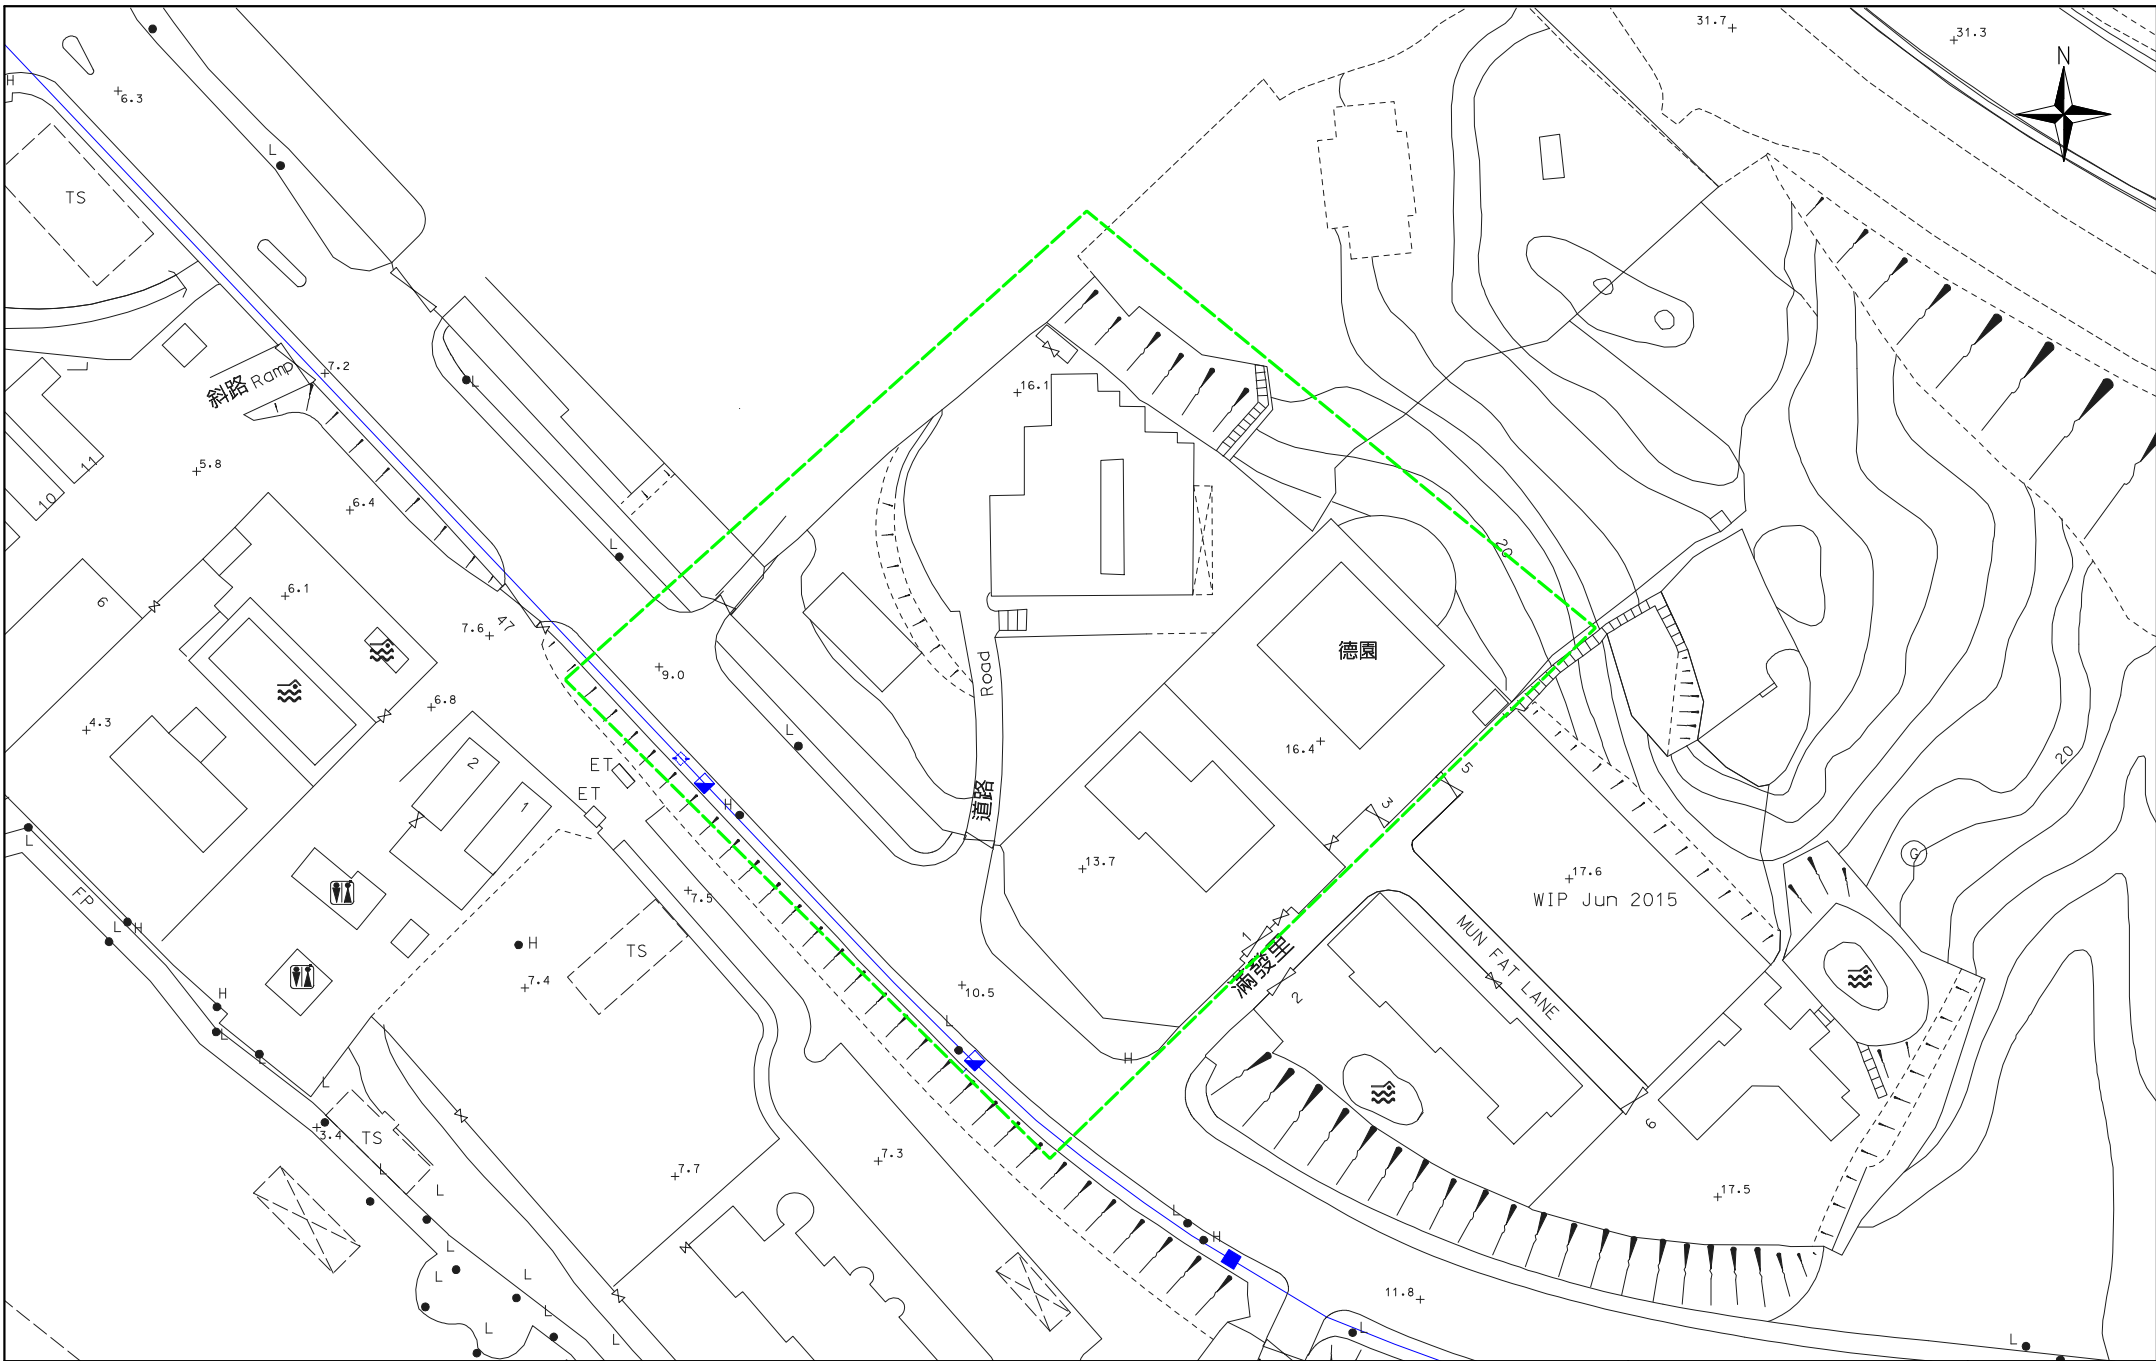 31.7
31.3
N
H
6.3
L
TS
7.2
斜路 Ramp
L
16.1
11
10
5.8
6.4
L
20
6
6.1
7.6
47
9.0
Road
德園
6.8
4.3
L
16.4
5
2
ET
ET
1
道路
3
20
H
L
13.7
17.6
G
FP
7.5
WIP Jun 2015
L
H
H
TS
1
滿發里
MUN FAT LANE
7.4
10.5
2
H
L
L
H
L
L
3.4
TS
6
7.3
7.7
L
L
17.5
L
H
L
L
L
11.8
L
L
L
L
L